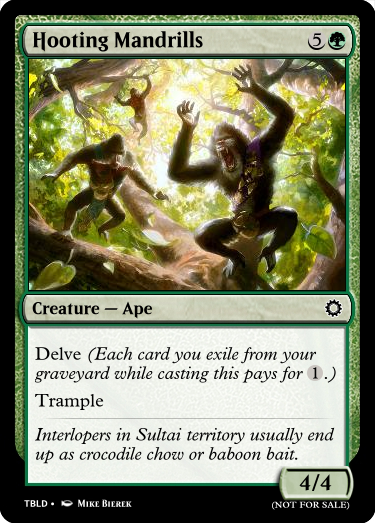 Hooting Mandrills 5
Creature — Ape
Delve (Each card you exile from your
graveyard while casting this pays for 1.)
Trample
Interlopers in Sultai territory usually end
up as crocodile chow or baboon bait.
4/4
TBLD • Mike Bierek
(NOT FOR SALE)